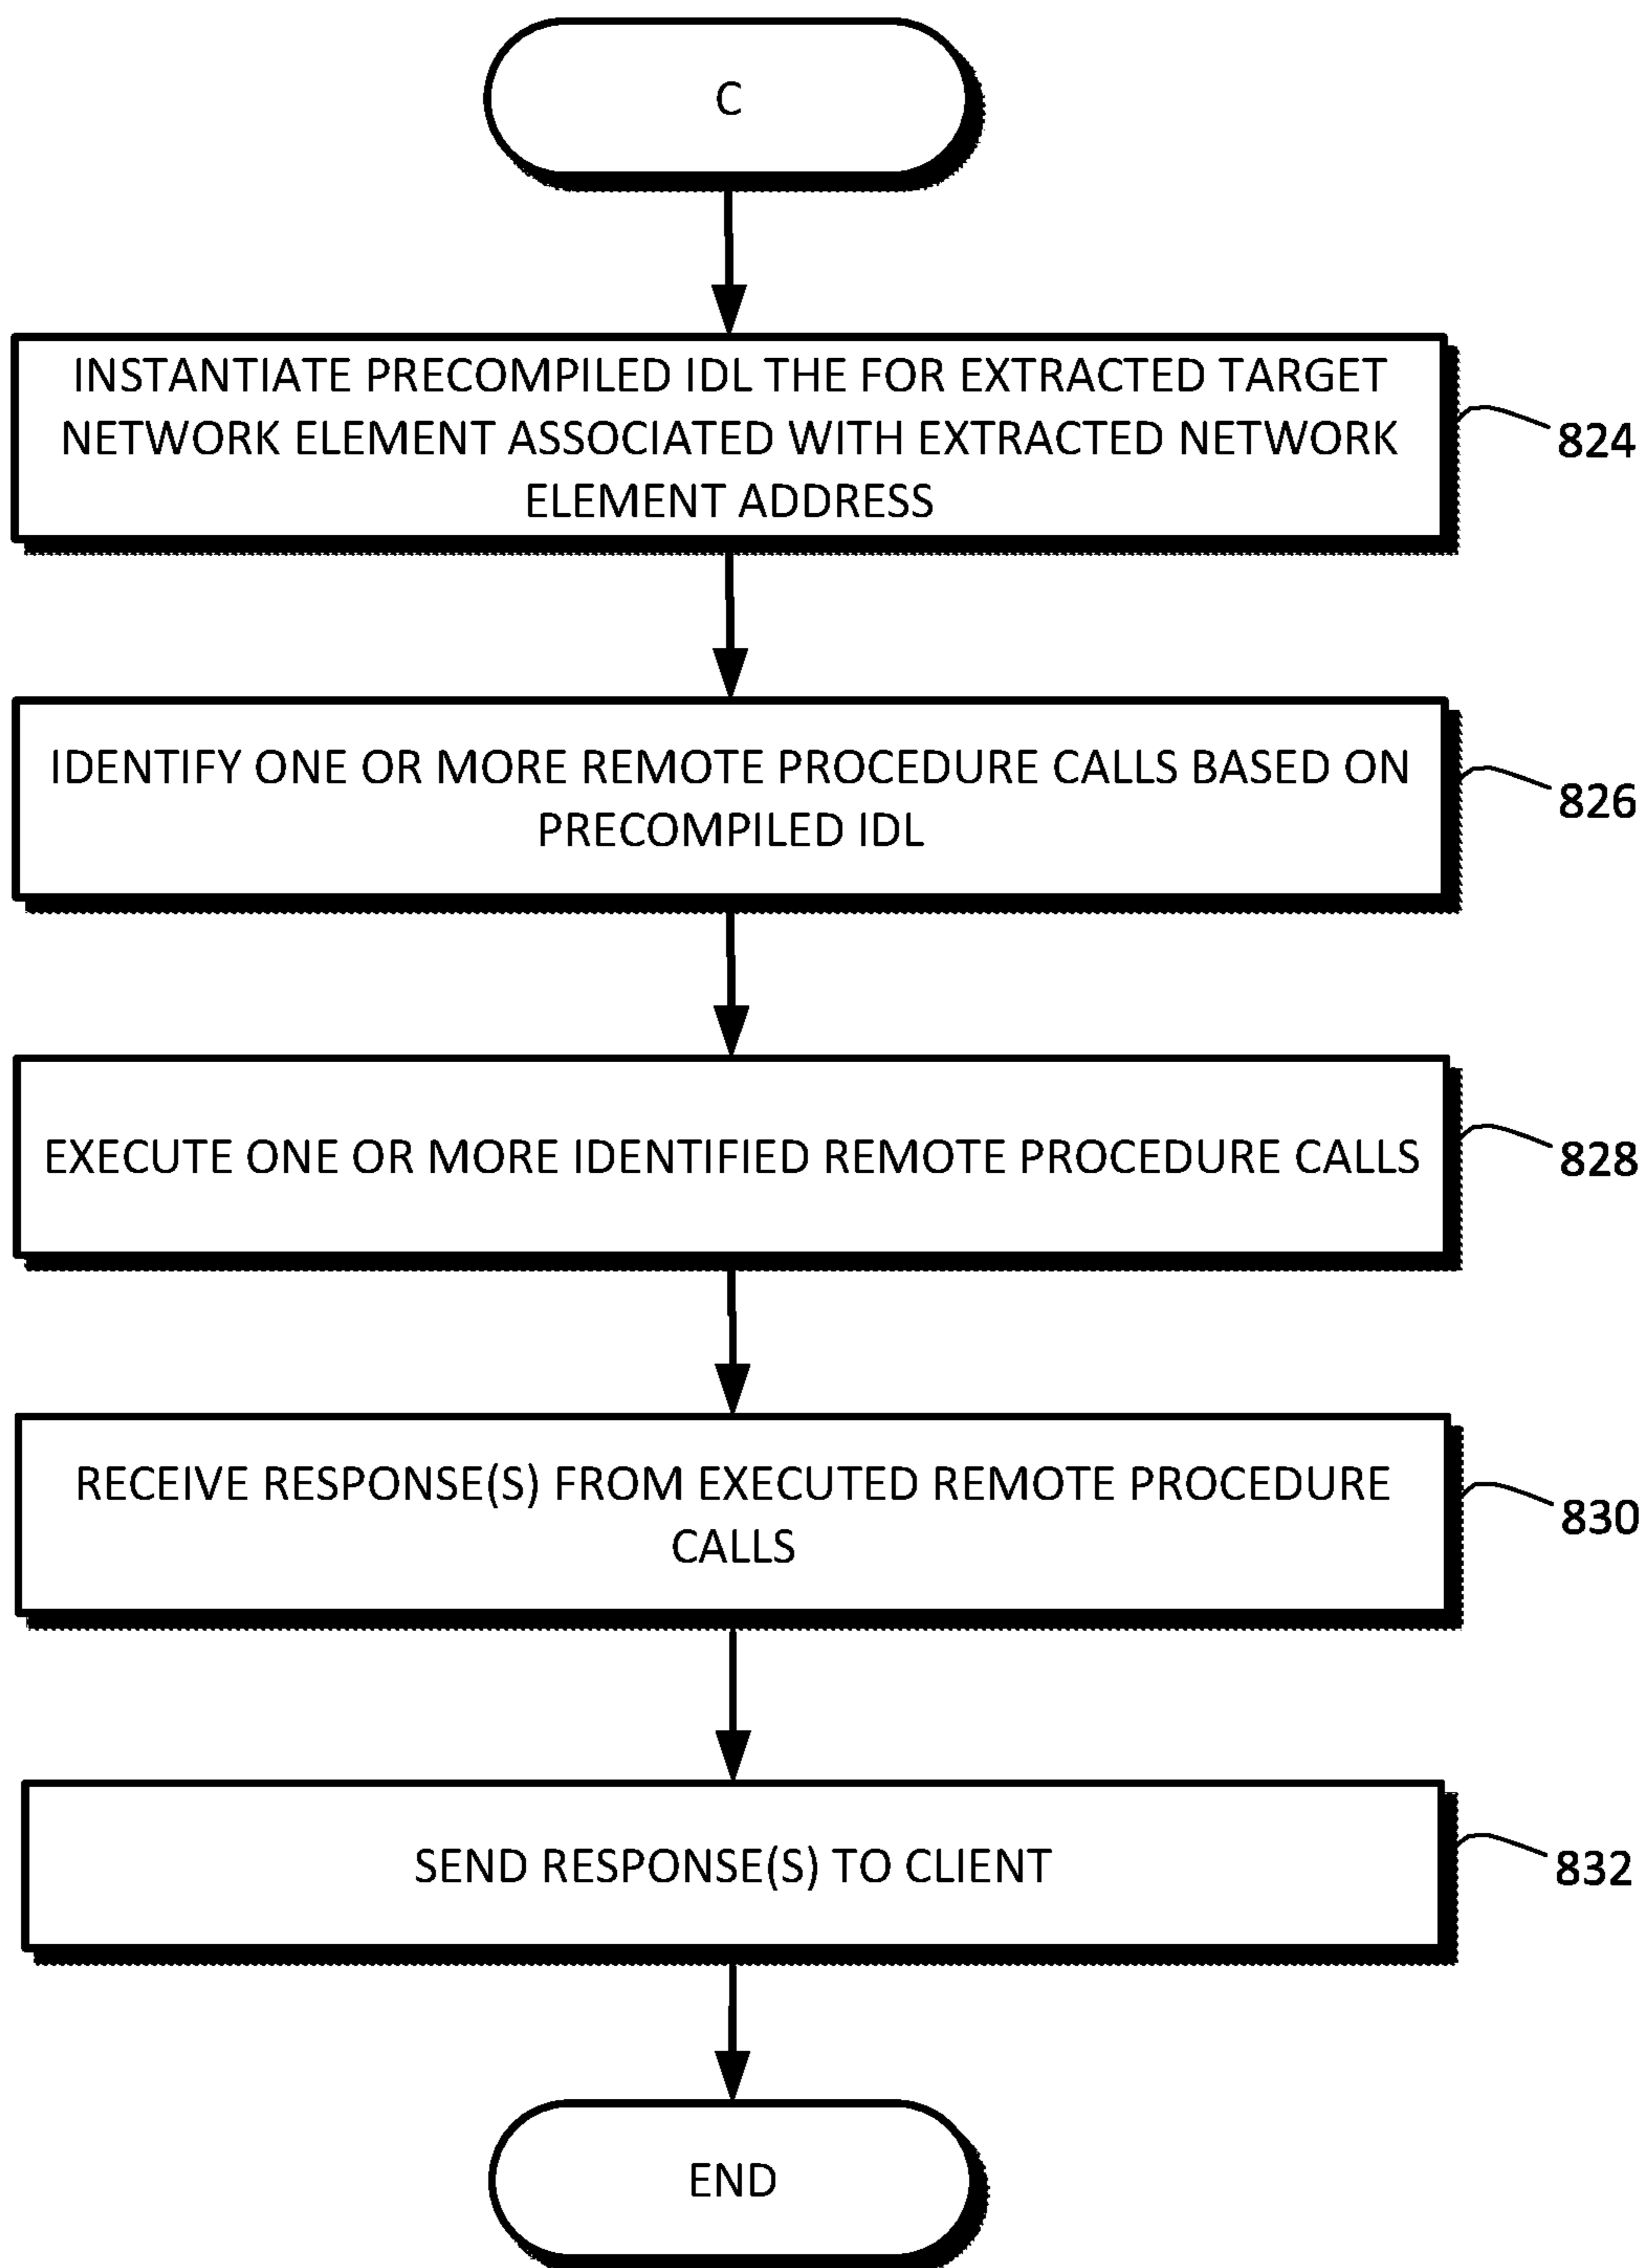 C
INSTANTIATE PRECOMPILED IDL THE FOR EXTRACTED TARGET
NETWORK ELEMENT ASSOCIATED WITH EXTRACTED NETWORK
ELEMENT ADDRESS
824
IDENTIFY ONE OR MORE REMOTE PROCEDURE CALLS BASED ON
PRECOMPILED IDL
826
EXECUTE ONE OR MORE IDENTIFIED REMOTE PROCEDURE CALLS
828
RECEIVE RESPONSE(S) FROM EXECUTED REMOTE PROCEDURE
CALLS
830
SEND RESPONSE(S) TO CLIENT
832
END